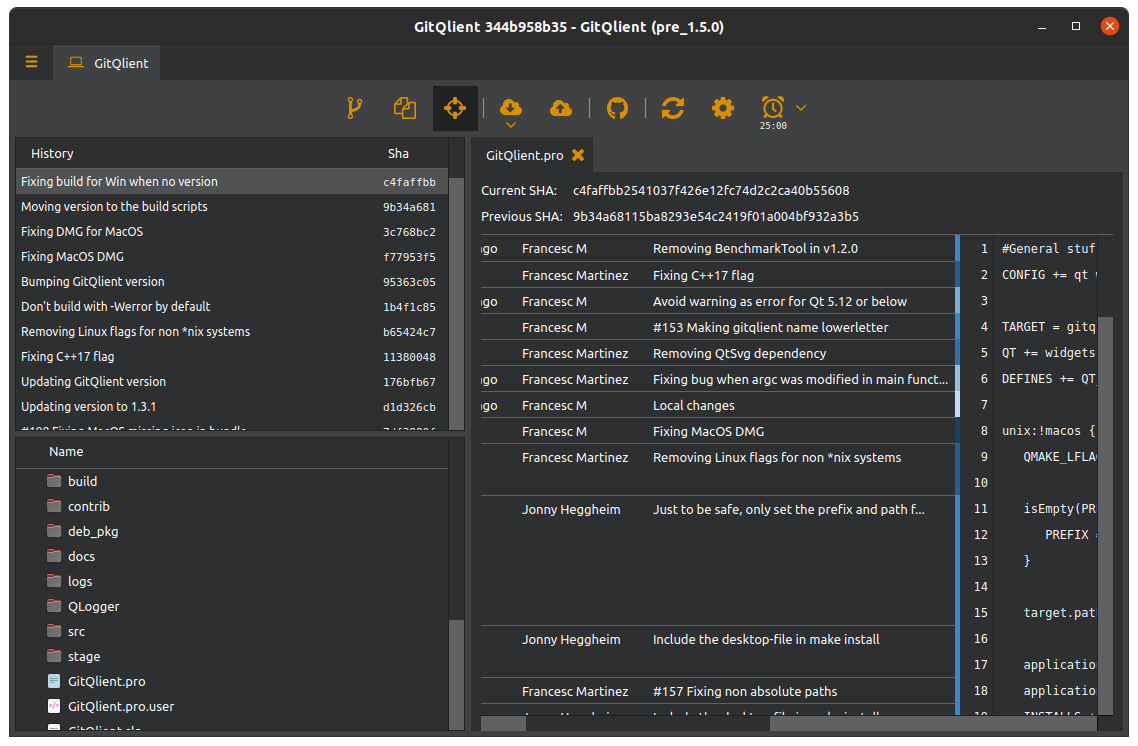 GitQlient 344b958b35 - GitQlient (pre_1.5.0)
GitQlient
25:00
History Sha
Fixing build for Win when no version c4faffbb
Moving version to the build scripts 9b34a681
Fixing DMG for MacOS 3c768bc2
Fixing MacOS DMG f77953f5
Bumping GitQlient version 95363c05
Don't build with -Werror by default 1b4f1c85
Removing Linux flags for non *nix systems b65424c7
Fixing C++17 flag 11380048
Updating GitQlient version 176bfb67
Updating version to 1.3.1 d1d326cb
Name
build
contrib
deb_pkg
docs
logs
QLogger
src
stage
GitQlient.pro
GitQlient.pro.user
GitQlient.pro
Current SHA: c4faffbb2541037f426e12fc74d2c2ca40b55608
Previous SHA: 9b34a68115ba8293e54c2419f01a004bf932a3b5
ago Francesc M Removing BenchmarkTool in v1.2.0 1 #General stuf
Francesc Martinez Fixing C++17 flag 2 CONFIG += qt
ago Francesc M Avoid warning as error for Qt 5.12 or below 3
Francesc M #153 Making gitqlient name lowerletter 4 TARGET = gitq
Francesc Martinez Removing QtSvg dependency 5 QT += widgets
ago Francesc Martinez Fixing bug when argc was modified in main funct... 6 DEFINES += QT
ago Francesc M Local changes 7
Francesc M Fixing MacOS DMG 8 unix:!macos {
Francesc Martinez Removing Linux flags for non *nix systems 9 QMAKE_LFLA
10
Jonny Heggheim Just to be safe, only set the prefix and path f... 11 isEmpty(PR
12 PREFIX =
13 }
14
15 target.pat
Jonny Heggheim Include the desktop-file in make install 16
17 applicatio
Francesc Martinez #157 Fixing non absolute paths 18 applicatio